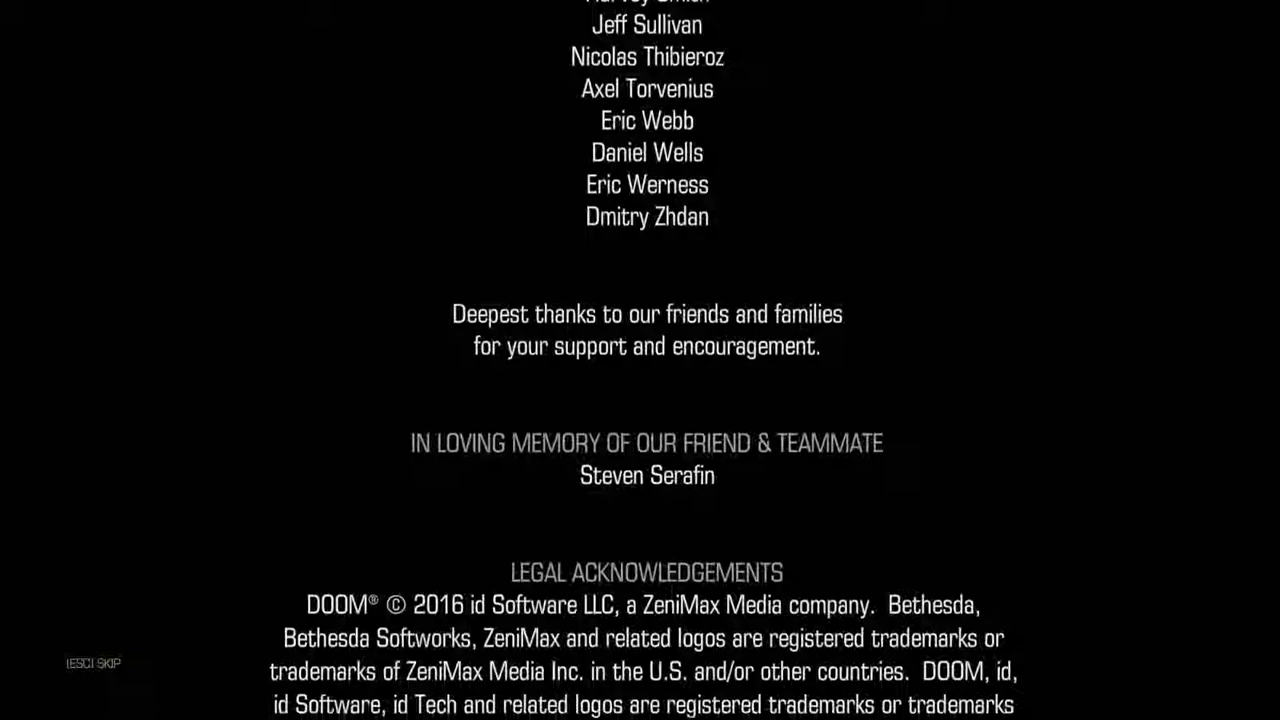 Jeff Sullivan
Nicolas Thibieroz
Axel Torvenius
Eric Webb
Daniel Wells
Eric Werness
Dmitry Zhdan
Deepest thanks to our friends and families
for your support and encouragement.
IN LOVING MEMORY OF OUR FRIEND & TEAMMATE
Steven Serafin
LEGAL ACKNOWLEDGEMENTS
DOOM® © 2016 id Software LLC, a ZeniMax Media company. Bethesda,
Bethesda Softworks, ZeniMax and related logos are registered trademarks or
[ESC] SKIP
trademarks of ZeniMax Media Inc. in the U.S. and/or other countries. DOOM, id,
id Software, id Tech and related logos are registered trademarks or trademarks